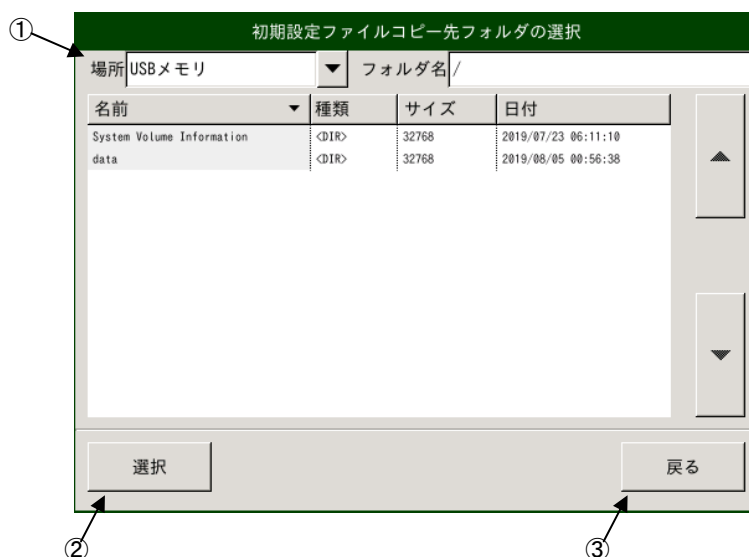 初期設定ファイルコピー先フォルダの選択
①
場所 USBメモリ ▼ フォルダ名 /
名前 ▼ 種類 サイズ 日付
System Volume Information <DIR> 32768 2019/07/23 06:11:10
data <DIR> 32768 2019/08/05 00:56:38
選択 戻る
② ③